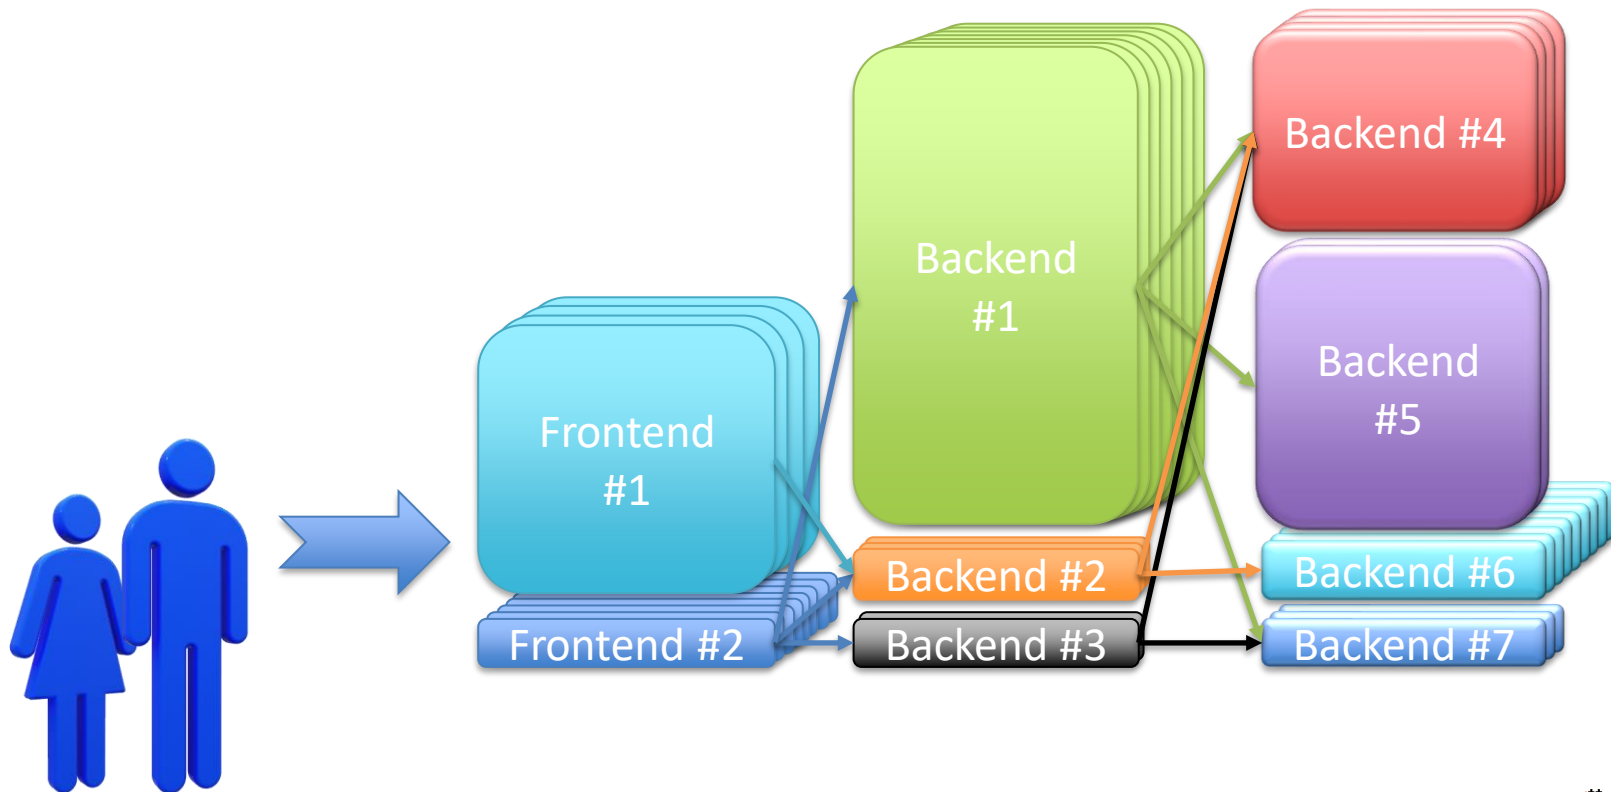 Frontend
#1
Frontend #2
Backend
#1
Backend #2
Backend #3
Backend #4
Backend
#5
Backend #6
Backend #7